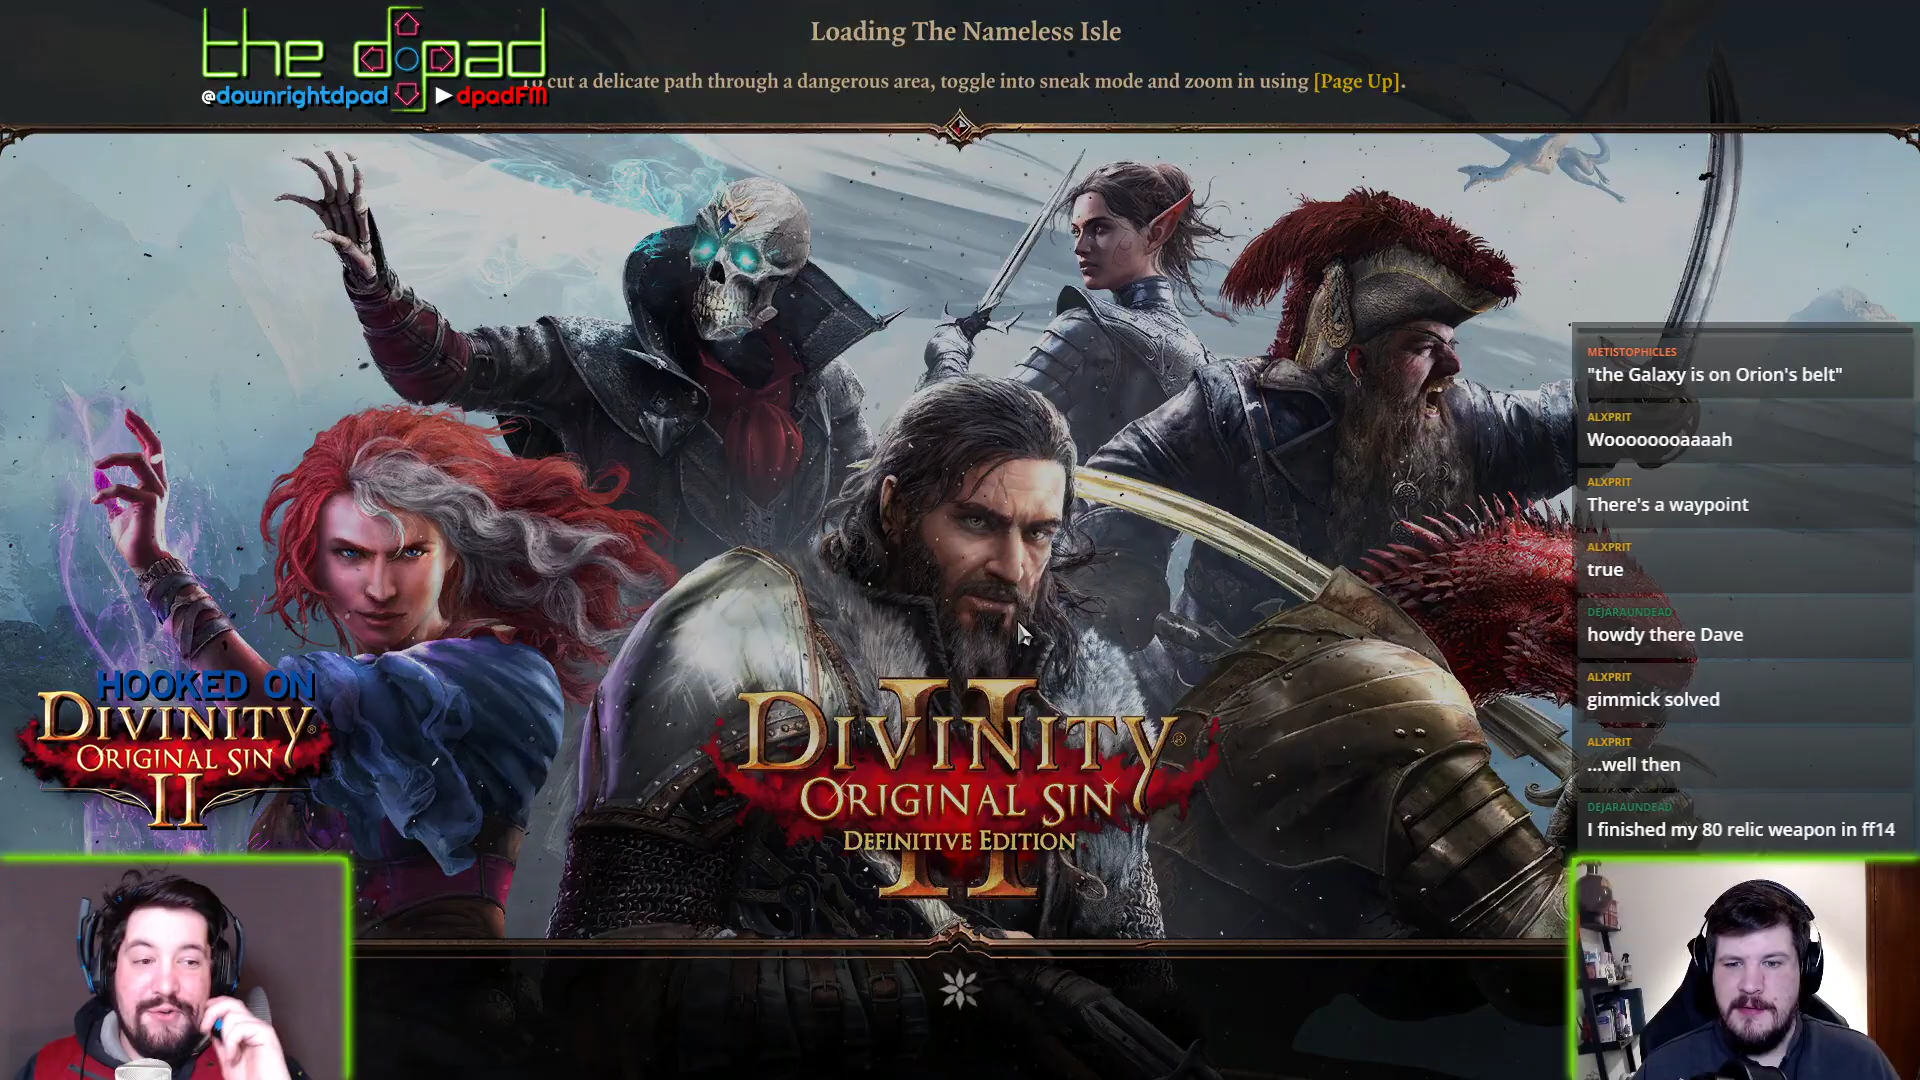 the dpad
@downrightdpad
dpadFM
Loading The Nameless Isle
To cut a delicate path through a dangerous area, toggle into sneak mode and zoom in using [Page Up].
METISTOPHICLES
"the Galaxy is on Orion's belt"
ALXPRIT
Woooooooaaaah
ALXPRIT
There's a waypoint
ALXPRIT
true
DEJARAUNDEAD
howdy there Dave
ALXPRIT
gimmick solved
ALXPRIT
...well then
DEJARAUNDEAD
I finished my 80 relic weapon in ff14
HOOKED ON
DIVINITY®
ORIGINAL SIN
II
DIVINITY®
ORIGINAL SIN
II
DEFINITIVE EDITION